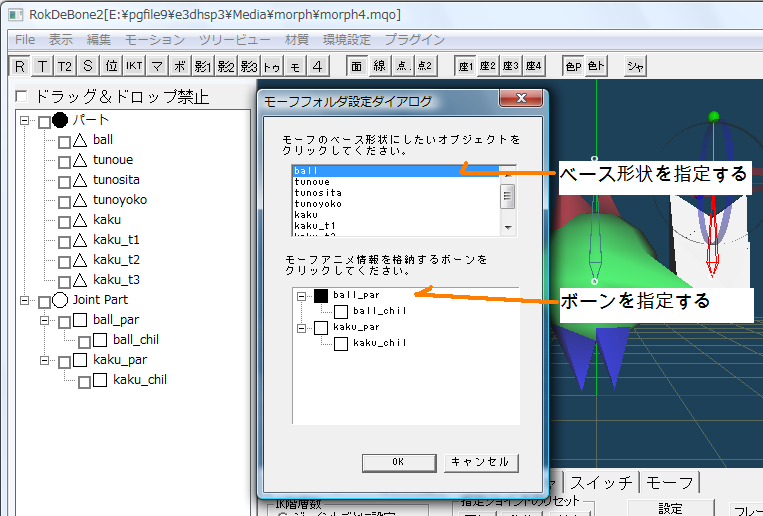 RokDeBone2[E:¥pgfile9¥e3dhsp3¥Media¥morph¥morph4.mqo]
File 表示 編集 モーション ツリービュー 材質 環境設定 プラグイン
R T T2 S 位 IKT マ ボ 影1 影2 影3 トゥ モ 4 面 線 点. 点2 座1 座2 座3 座4 色P 色ト シャ
ドラッグ＆ドロップ禁止
パート
ball
tunoue
tunosita
tunoyoko
kaku
kaku_t1
kaku_t2
kaku_t3
Joint Part
ball_par
ball_chil
kaku_par
kaku_chil
モーフフォルダ設定ダイアログ
モーフのベース形状にしたいオブジェクトを
クリックしてください。
ball
tunoue
tunosita
tunoyoko
kaku
kaku_t1
kaku_t2
モーフアニメ情報を格納するボーンを
クリックしてください。
ball_par
ball_chil
kaku_par
kaku_chil
OK キャンセル
ベース形状を指定する
ボーンを指定する
スイッチ モーフ
IK階層数
指定ジョイントのリセット
設定
フレー